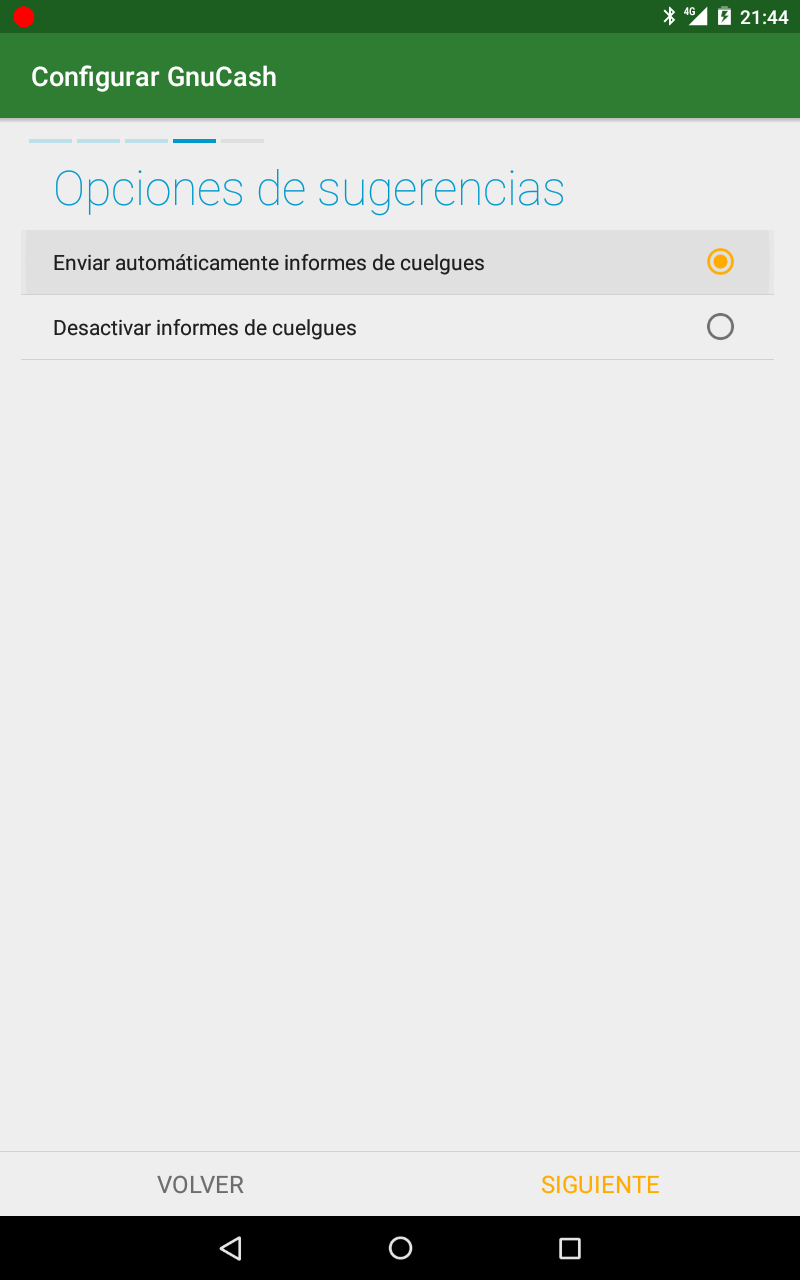 4G 21:44
Configurar GnuCash
Opciones de sugerencias
Enviar automáticamente informes de cuelgues
Desactivar informes de cuelgues
VOLVER SIGUIENTE